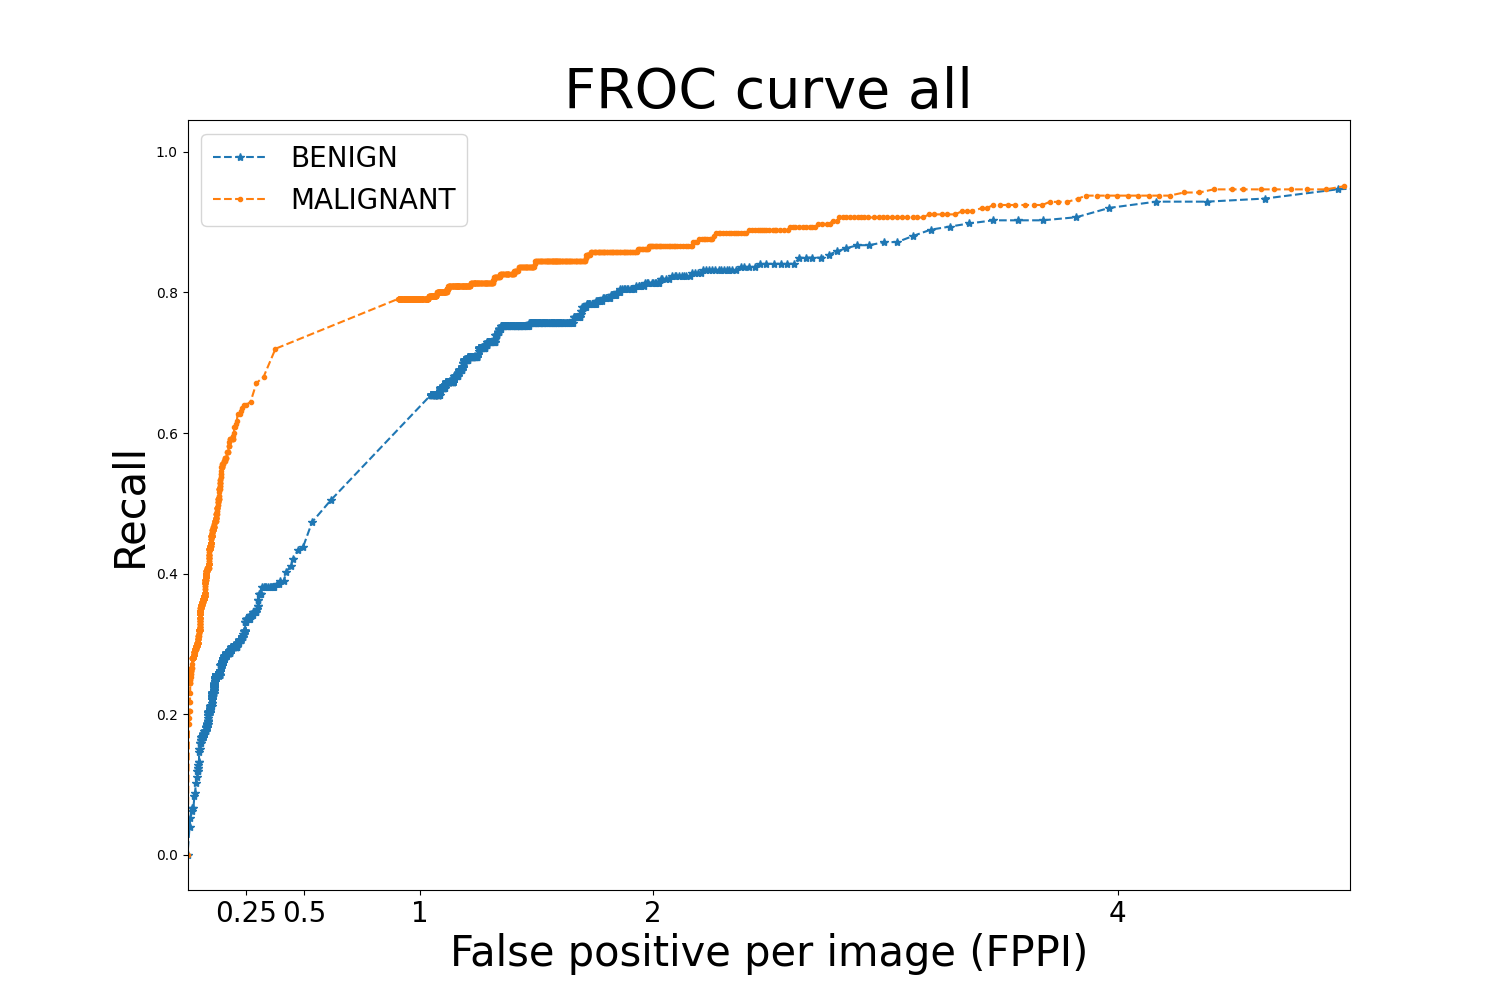 FROC curve all
BENIGN
MALIGNANT
1.0
0.8
0.6
0.4
0.2
0.0
Recall
0.25 0.5 1 2 4
False positive per image (FPPI)